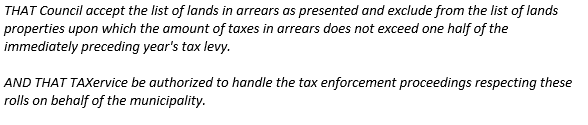 THAT Council accept the list of lands in arrears as presented and exclude from the list of lands
properties upon which the amount of taxes in arrears does not exceed one half of the
immediately preceding year's tax levy.
AND THAT TAXervice be authorized to handle the tax enforcement proceedings respecting these
rolls on behalf of the municipality.